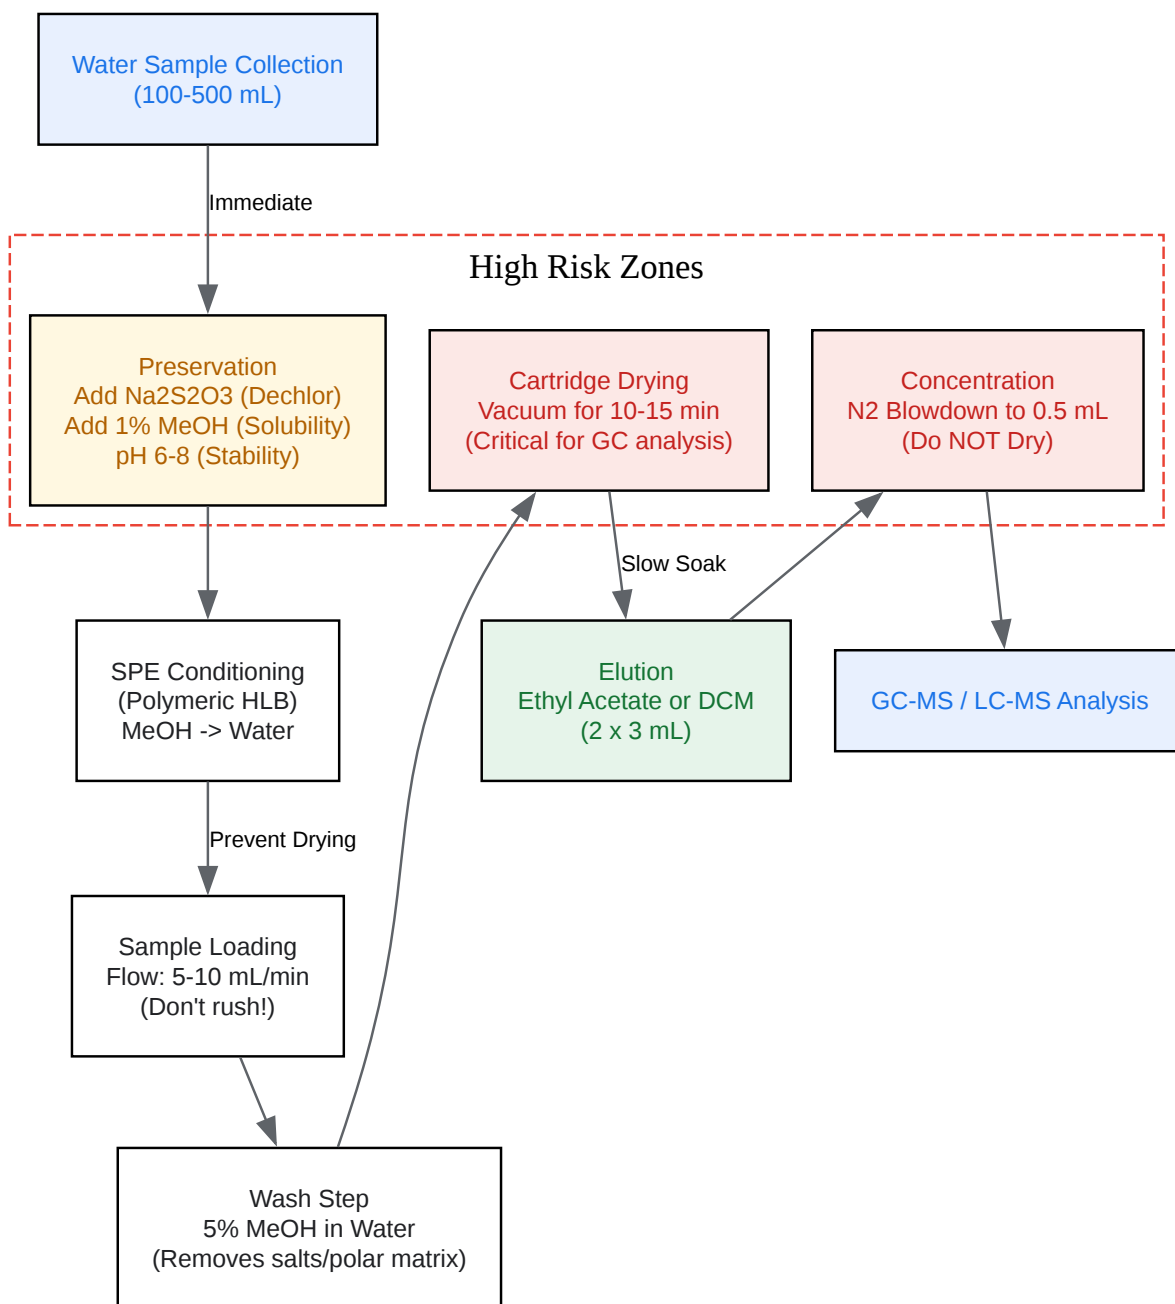 Water Sample Collection
(100-500 mL)
Immediate
High Risk Zones
Preservation
Add Na2S2O3 (Dechlor)
Add 1% MeOH (Solubility)
pH 6-8 (Stability)
Cartridge Drying
Vacuum for 10-15 min
(Critical for GC analysis)
Concentration
N2 Blowdown to 0.5 mL
(Do NOT Dry)
Slow Soak
SPE Conditioning
(Polymeric HLB)
MeOH -> Water
Elution
Ethyl Acetate or DCM
(2 x 3 mL)
GC-MS / LC-MS Analysis
Prevent Drying
Sample Loading
Flow: 5-10 mL/min
(Don't rush!)
Wash Step
5% MeOH in Water
(Removes salts/polar matrix)